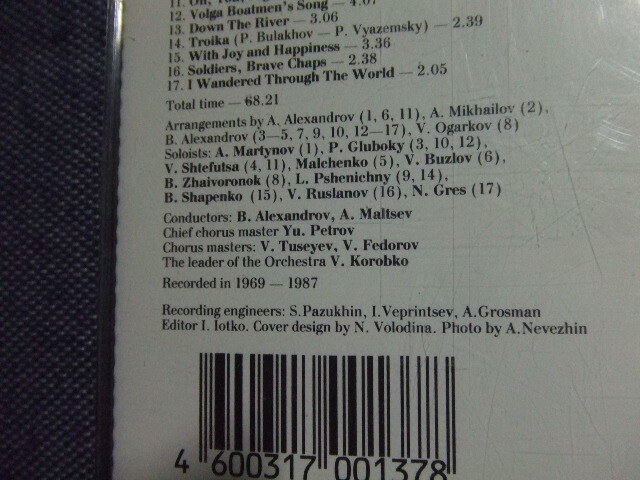 12. Volga Boatmen's Song — 4.07
13. Down The River — 3.06
14. Troika (P. Bulakhov — P. Vyazemsky) — 2.39
15. With Joy and Happiness — 3.36
16. Soldiers, Brave Chaps — 2.38
17. I Wandered Through The World — 2.05
Total time — 68.21
Arrangements by A. Alexandrov (1, 6, 11), A. Mikhailov (2),
B. Alexandrov (3—5, 7, 9, 10, 12—17), V. Ogarkov (8)
Soloists: A. Martynov (1), P. Gluboky (3, 10, 12),
V. Shtefutsa (4, 11), Malchenko (5), V. Buzlov (6),
B. Zhaivoronok (8), L. Pshenichny (9, 14),
B. Shapenko (15), V. Ruslanov (16), N. Gres (17)
Conductors: B. Alexandrov, A. Maltsev
Chief chorus master Yu. Petrov
Chorus masters: V. Tuseyev, V. Fedorov
The leader of the Orchestra V. Korobko
Recorded in 1969 — 1987
Recording engineers: S.Pazukhin, I.Veprintsev, A.Grosman
Editor I. Iotko. Cover design by N. Volodina. Photo by A.Nevezhin
4 600317 001378